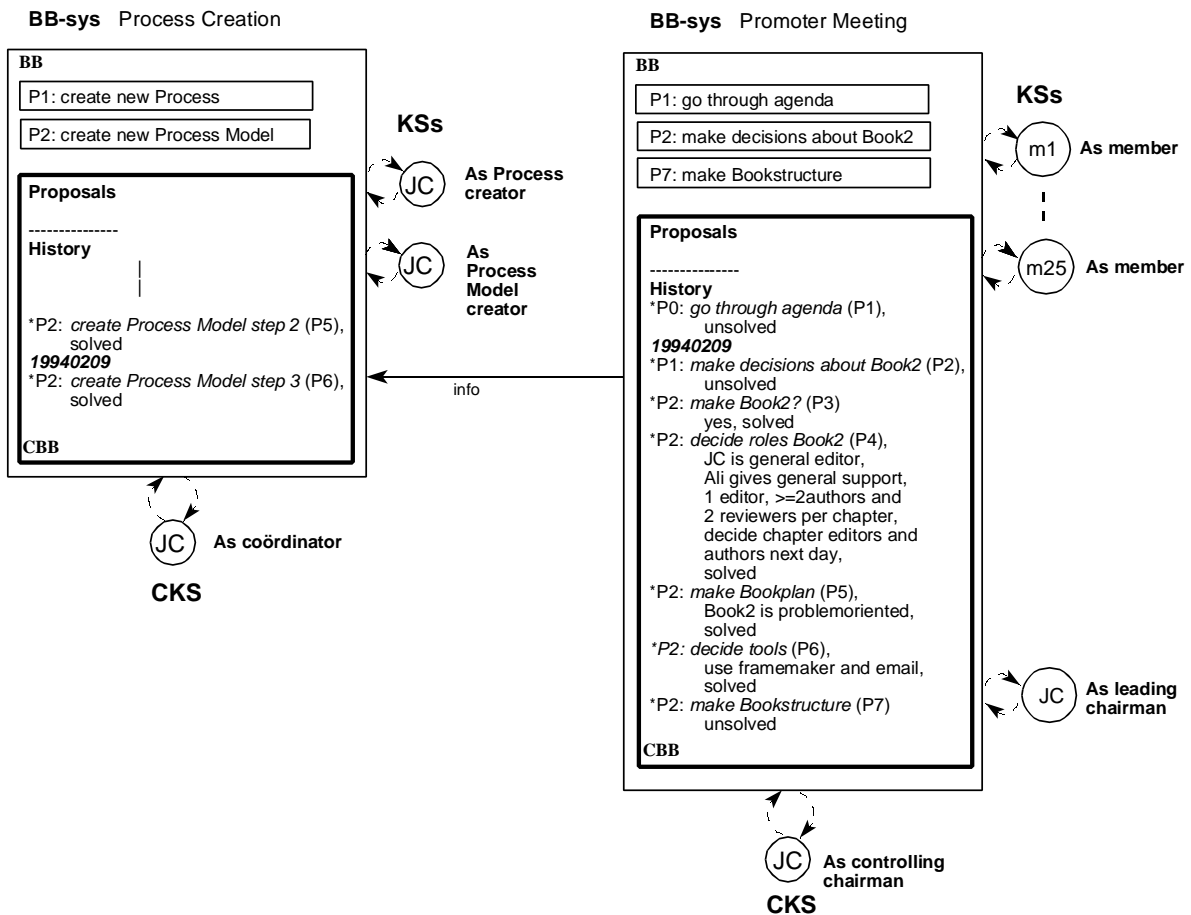 BB-sys Process Creation
BB
P1: create new Process
P2: create new Process Model
Proposals
---------------
History
*P2: create Process Model step 2 (P5),
solved
19940209
*P2: create Process Model step 3 (P6),
solved
CBB
KSs
JC
As Process
creator
JC
As
Process
Model
creator
JC
As coördinator
CKS
info
BB-sys Promoter Meeting
BB
P1: go through agenda
P2: make decisions about Book2
P7: make Bookstructure
Proposals
---------------
History
*P0: go through agenda (P1),
unsolved
19940209
*P1: make decisions about Book2 (P2),
unsolved
*P2: make Book2? (P3)
yes, solved
*P2: decide roles Book2 (P4),
JC is general editor,
Ali gives general support,
1 editor, >=2authors and
2 reviewers per chapter,
decide chapter editors and
authors next day,
solved
*P2: make Bookplan (P5),
Book2 is problemoriented,
solved
*P2: decide tools (P6),
use framemaker and email,
solved
*P2: make Bookstructure (P7)
unsolved
CBB
KSs
m1
As member
m25
As member
JC
As leading
chairman
JC
As controlling
chairman
CKS